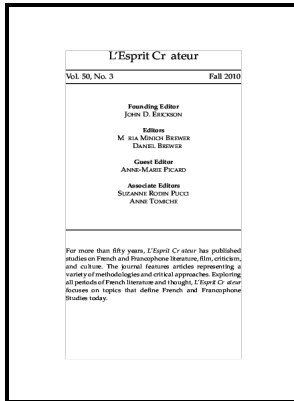 L'Esprit Cr ateur
Vol. 50, No. 3 Fall 2010
Founding Editor
JOHN D. ERICKSON
Editors
M RIA MINICH BREWER
DANIEL BREWER
Guest Editor
ANNE-MARIE PICARD
Associate Editors
SUZANNE RODIN PUCCI
ANNE TOMICHE
For more than fifty years, L'Esprit Cr ateur has published
studies on French and Francophone literature, film, criticism,
and culture. The journal features articles representing a
variety of methodologies and critical approaches. Exploring
all periods of French literature and thought, L'Esprit Cr ateur
focuses on topics that define French and Francophone
Studies today.